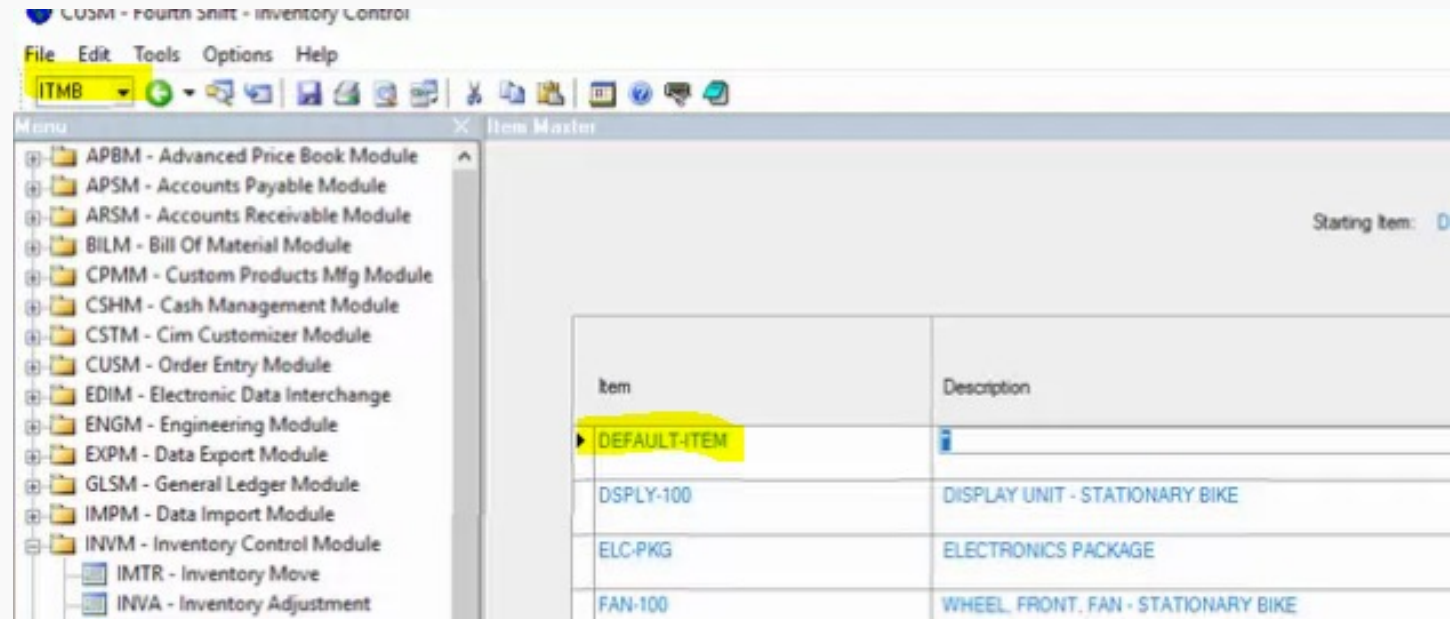 CUSM - Fourth Shift - Inventory Control
File Edit Tools Options Help
ITMB
Menu
Item Master
APBM - Advanced Price Book Module
APSM - Accounts Payable Module
ARSM - Accounts Receivable Module
BILM - Bill Of Material Module
CPMM - Custom Products Mfg Module
CSHM - Cash Management Module
CSTM - Cim Customizer Module
CUSM - Order Entry Module
EDIM - Electronic Data Interchange
ENGM - Engineering Module
EXPM - Data Export Module
GLSM - General Ledger Module
IMPM - Data Import Module
INVM - Inventory Control Module
IMTR - Inventory Move
INVA - Inventory Adjustment
Starting Item: D
Item Description
DEFAULT-ITEM
DSPLY-100 DISPLAY UNIT - STATIONARY BIKE
ELC-PKG ELECTRONICS PACKAGE
FAN-100 WHEEL, FRONT, FAN - STATIONARY BIKE